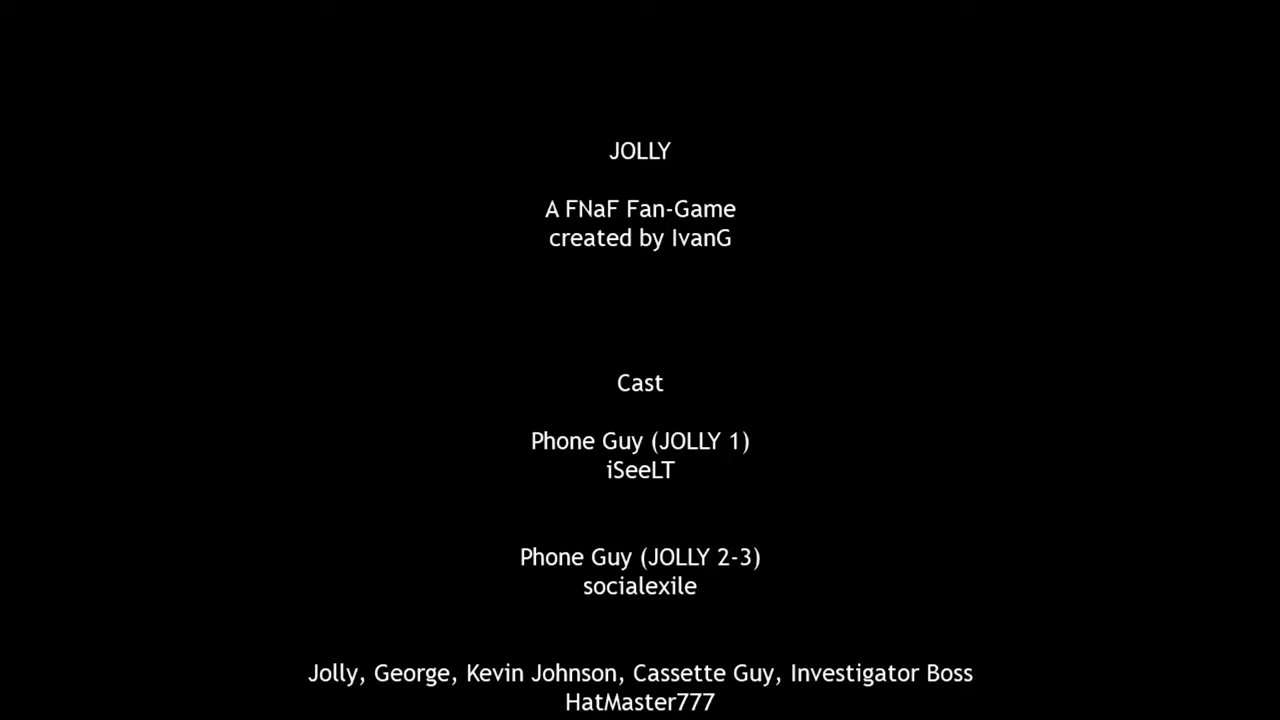 JOLLY
A FNaF Fan-Game
created by IvanG
Cast
Phone Guy (JOLLY 1)
iSeeLT
Phone Guy (JOLLY 2-3)
socialexile
Jolly, George, Kevin Johnson, Cassette Guy, Investigator Boss
HatMaster777